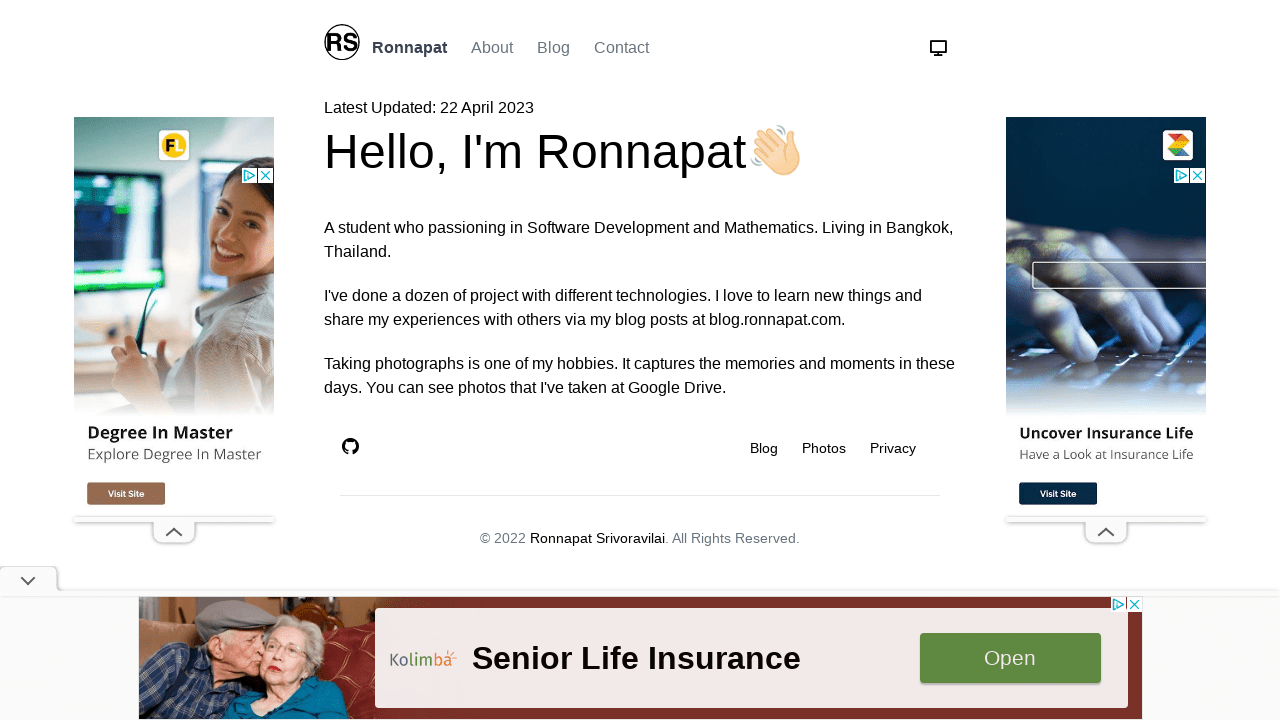 RS
Ronnapat About Blog Contact
Latest Updated: 22 April 2023
Hello, I'm Ronnapat👋🏻
A student who passioning in Software Development and Mathematics. Living in Bangkok,
Thailand.
I've done a dozen of project with different technologies. I love to learn new things and
share my experiences with others via my blog posts at blog.ronnapat.com.
Taking photographs is one of my hobbies. It captures the memories and moments in these
days. You can see photos that I've taken at Google Drive.
Blog Photos Privacy
© 2022 Ronnapat Srivoravilai. All Rights Reserved.
FL
Degree In Master
Explore Degree In Master
Visit Site
Uncover Insurance Life
Have a Look at Insurance Life
Visit Site
Kolimba
Senior Life Insurance
Open